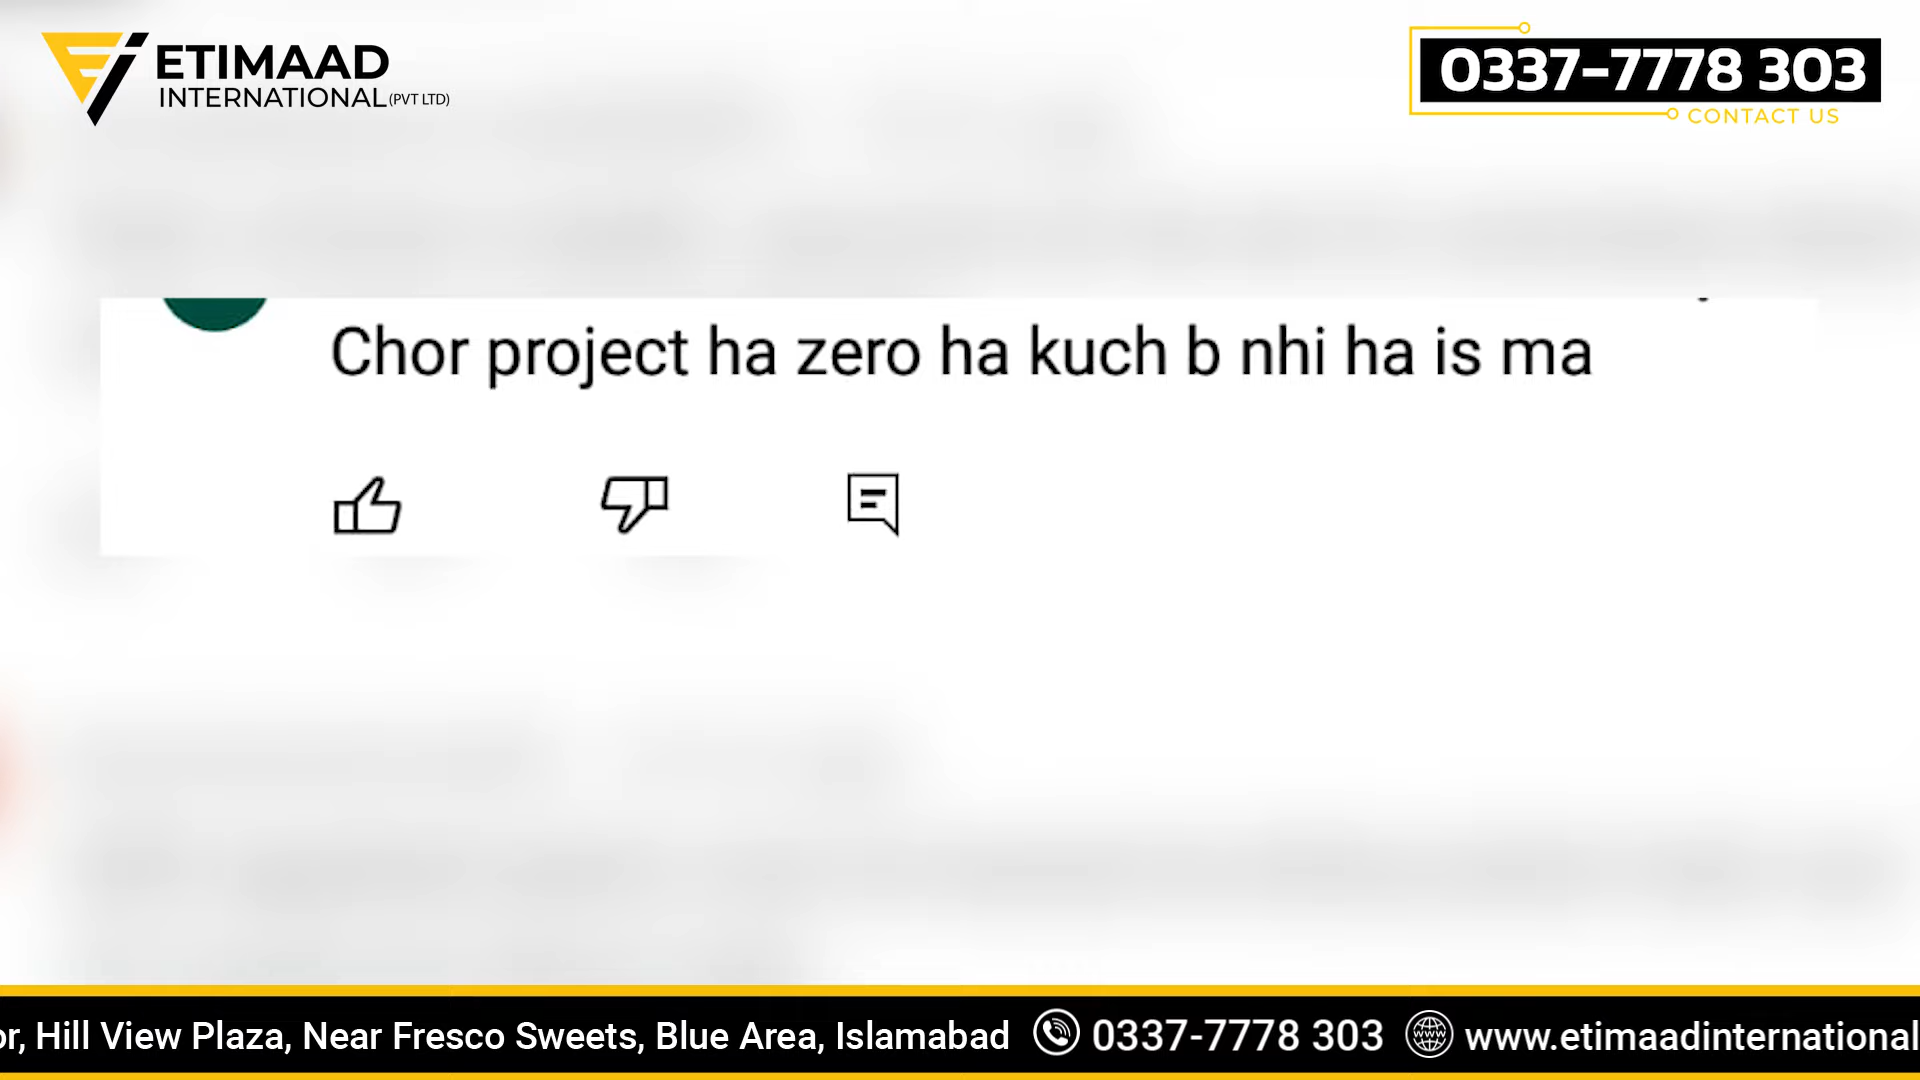 ETIMAAD
INTERNATIONAL(PVT LTD)
0337-7778 303
CONTACT US
Chor project ha zero ha kuch b nhi ha is ma
Hill View Plaza, Near Fresco Sweets, Blue Area, Islamabad 0337-7778 303 www.etimaadinternational